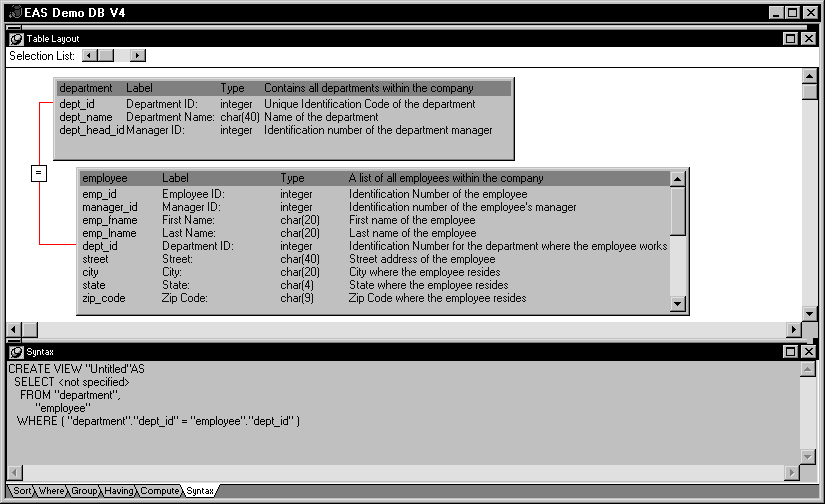 EAS Demo DB V4
Table Layout
Selection List:
department Label Type Contains all departments within the company
dept_id Department ID: integer Unique Identification Code of the department
dept_name Department Name: char(40) Name of the department
dept_head_id Manager ID: integer Identification number of the department manager
=
employee Label Type A list of all employees within the company
emp_id Employee ID: integer Identification Number of the employee
manager_id Manager ID: integer Identification number of the employee's manager
emp_fname First Name: char(20) First name of the employee
emp_lname Last Name: char(20) Last name of the employee
dept_id Department ID: integer Identification Number for the department where the employee works
street Street: char(40) Street address of the employee
city City: char(20) City where the employee resides
state State: char(4) State where the employee resides
zip_code Zip Code: char(9) Zip Code where the employee resides
Syntax
CREATE VIEW "Untitled"AS
SELECT <not specified>
FROM "department",
"employee"
WHERE ( "department"."dept_id" = "employee"."dept_id" )
Sort Where Group Having Compute Syntax